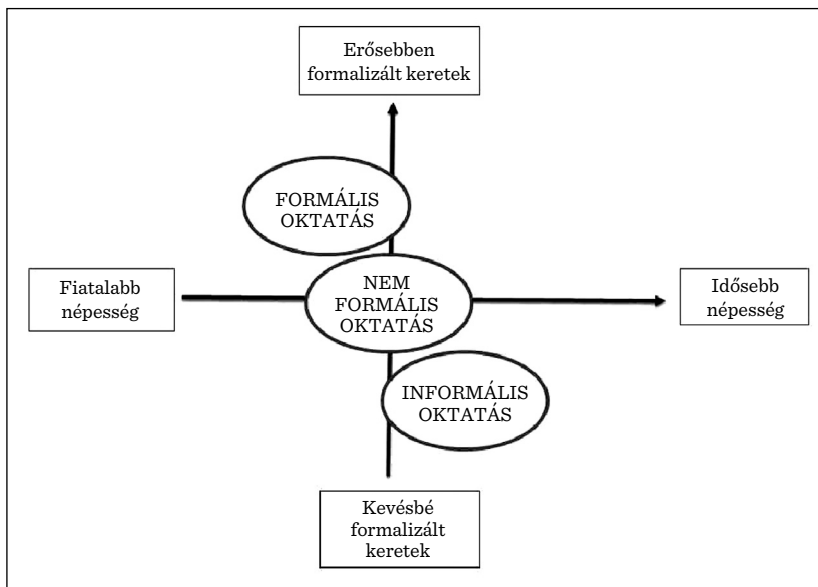 Erősebben
formalizált keretek
FORMÁLIS
OKTATÁS
Fiatalabb
népesség
NEM
FORMÁLIS
OKTATÁS
Idősebb
népesség
INFORMÁLIS
OKTATÁS
Kevésbé
formalizált
keretek